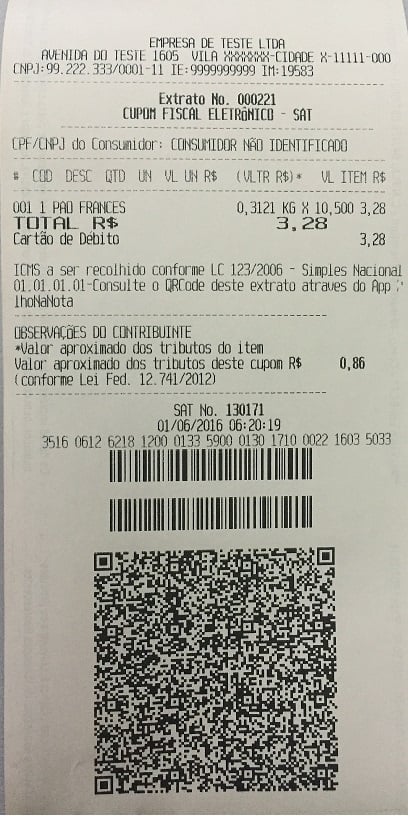 EMPRESA DE TESTE LTDA
AVENIDA DO TESTE 1605 VILA XXXXXXX-CIDADE X-11111-000
CNPJ:99.222.333/0001-11 IE:9999999999 IM:19583
Extrato No. 000221
CUPOM FISCAL ELETRÔNICO - SAT
CPF/CNPJ do Consumidor: CONSUMIDOR NÃO IDENTIFICADO
# COD DESC QTD UN VL UN R$ (VLTR R$)* VL ITEM R$
001 1 PAO FRANCES 0,3121 KG X 10,500 3,28
TOTAL R$ 3,28
Cartão de Débito 3,28
ICMS a ser recolhido conforme LC 123/2006 - Simples Nacional
01.01.01.01-Consulte o QRCode deste extrato atraves do App
lhoNaNota
OBSERVAÇÕES DO CONTRIBUINTE
*Valor aproximado dos tributos do item
Valor aproximado dos tributos deste cupom R$ 0,86
(conforme Lei Fed. 12.741/2012)
SAT No. 130171
01/06/2016 06:20:19
3516 0612 6218 1200 0133 5900 0130 1710 0022 1603 5033